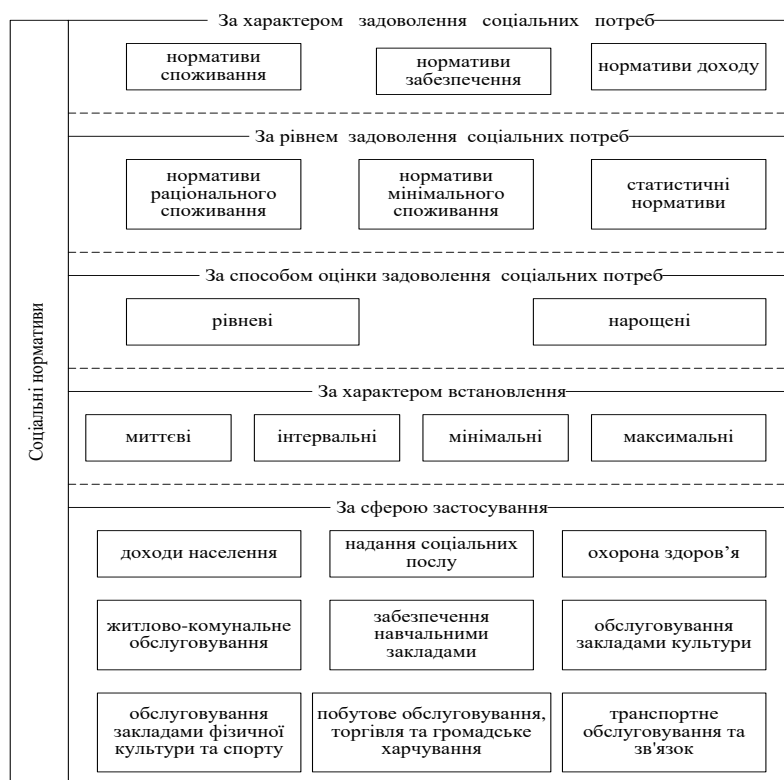 Соціальні нормативи
За характером задоволення соціальних потреб
нормативи
споживання
нормативи
забезпечення
нормативи доходу
За рівнем задоволення соціальних потреб
нормативи
раціонального
споживання
нормативи
мінімального
споживання
статистичні
нормативи
За способом оцінки задоволення соціальних потреб
рівневі
нарощені
За характером встановлення
миттєві
інтервальні
мінімальні
максимальні
За сферою застосування
доходи населення
надання соціальних
послу
охорона здоров’я
житлово-комунальне
обслуговування
забезпечення
навчальними
закладами
обслуговування
закладами культури
обслуговування
закладами фізичної
культури та спорту
побутове обслуговування,
торгівля та громадське
харчування
транспортне
обслуговування та
зв'язок